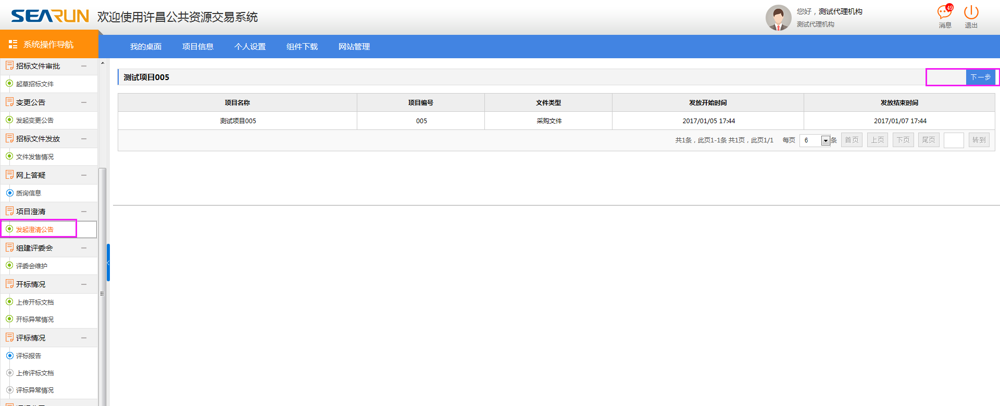 SEARUN 欢迎使用许昌公共资源交易系统
您好，测试代理机构
测试代理机构
49
消息
退出
系统操作导航
我的桌面 项目信息 个人设置 组件下载 网站管理
招标文件审批
起草招标文件
变更公告
发起变更公告
招标文件发放
文件发售情况
网上答疑
质询信息
项目澄清
发起澄清公告
组建评委会
评委会维护
开标情况
上传开标文档
开标异常情况
评标情况
评标报告
上传评标文档
评标异常情况
测试项目005
下一步
项目名称 项目编号 文件类型 发放开始时间 发放结束时间
测试项目005 005 采购文件 2017/01/05 17:44 2017/01/07 17:44
共1条，此页1-1条 共1页，此页1/1 每页 6 条 首页 上页 下页 尾页 转到